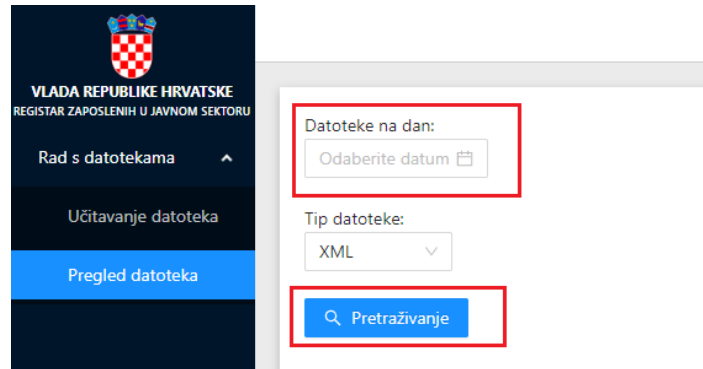 VLADA REPUBLIKE HRVATSKE
REGISTAR ZAPOSLENIH U JAVNOM SEKTORU
Rad s datotekama
Učitavanje datoteka
Pregled datoteka
Datoteke na dan:
Odaberite datum
Tip datoteke:
XML
Pretraživanje